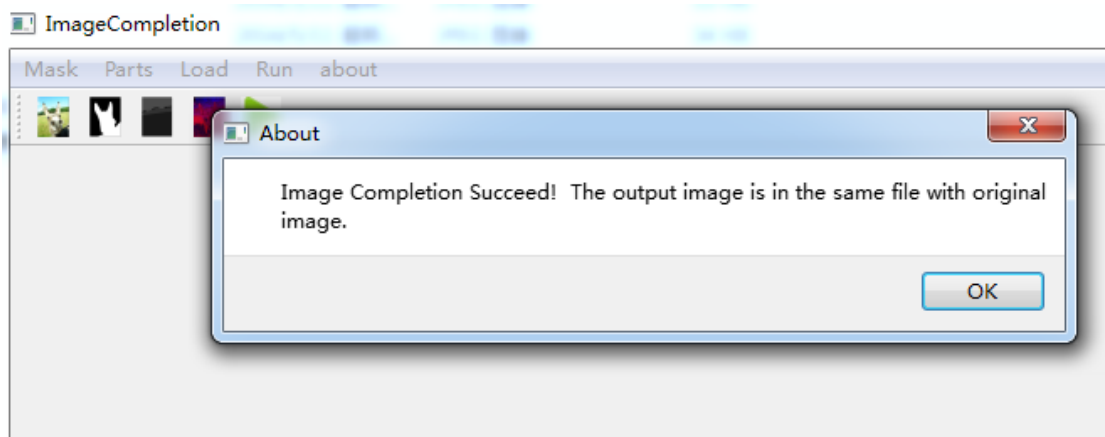 ImageCompletion
Mask Parts Load Run about
About
Image Completion Succeed! The output image is in the same file with original
image.
OK